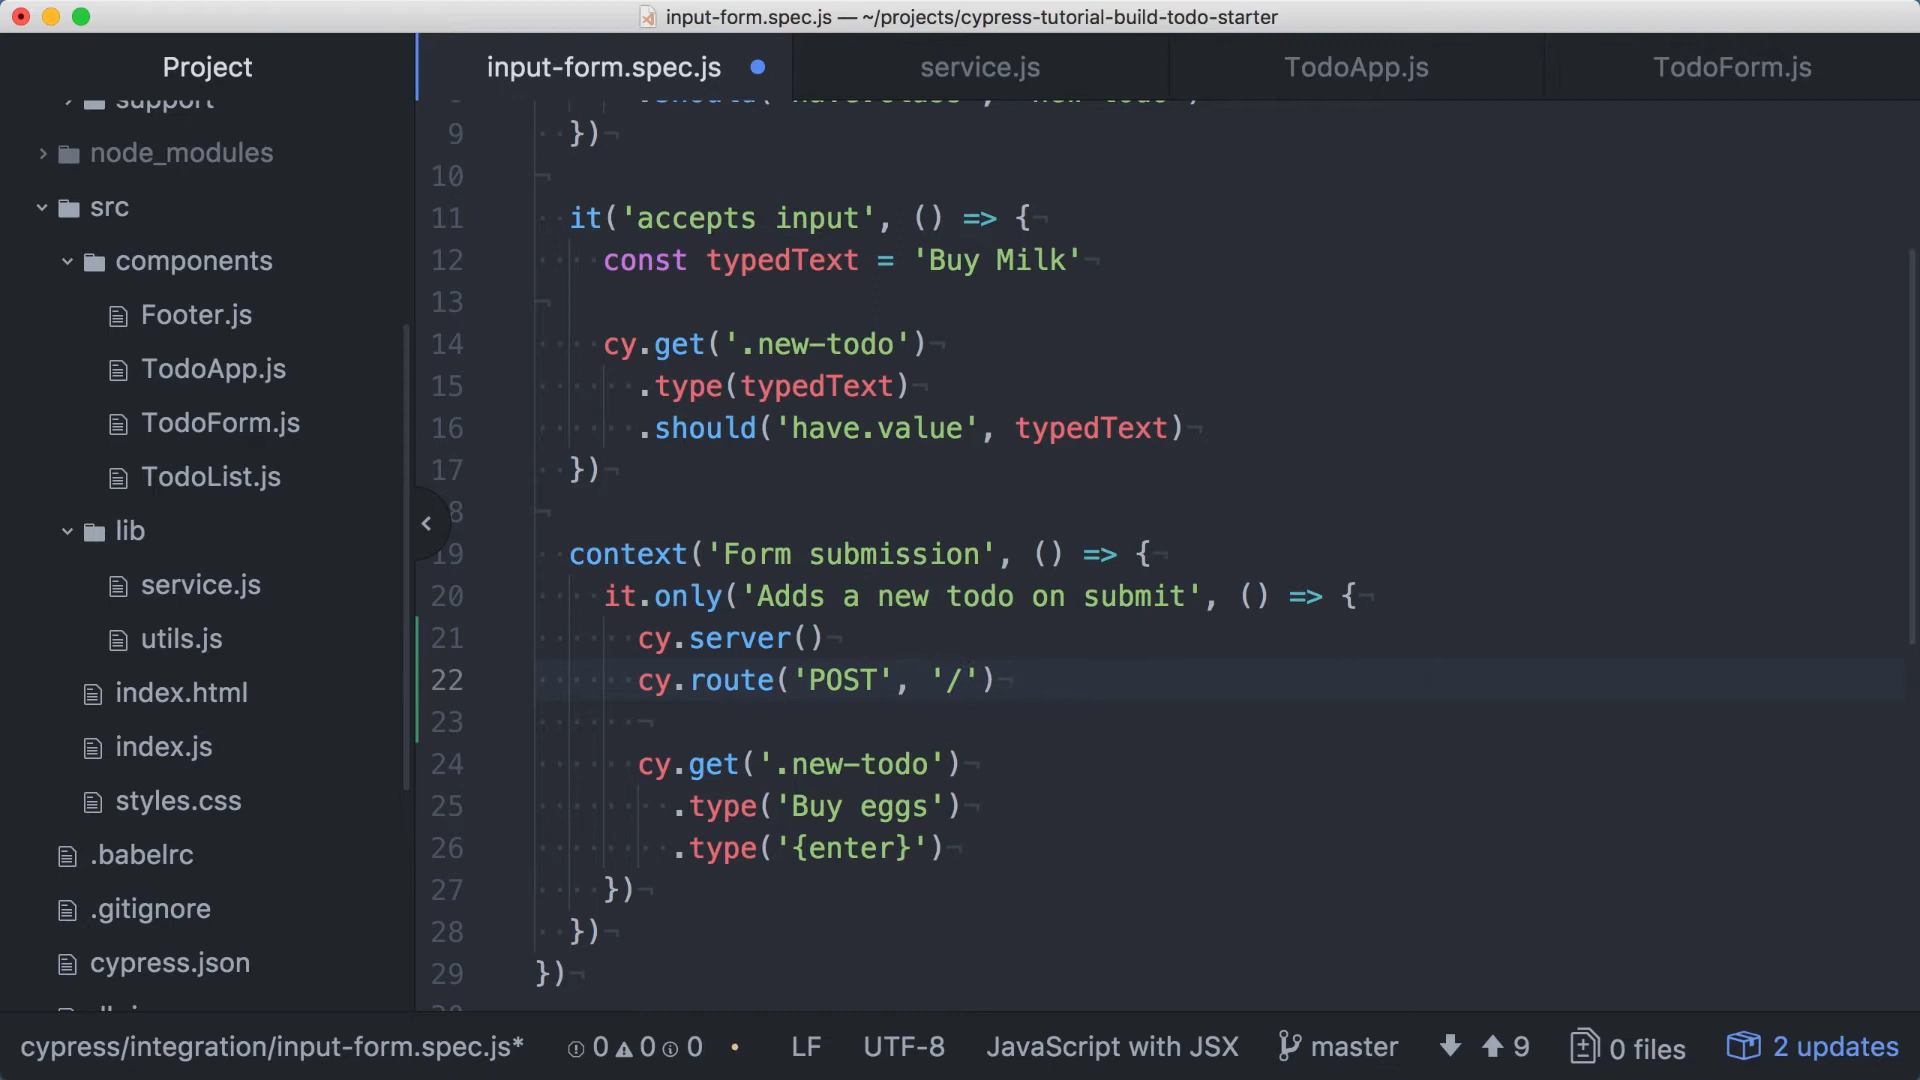 input-form.spec.js — ~/projects/cypress-tutorial-build-todo-starter
Project
input-form.spec.js
service.js
TodoApp.js
TodoForm.js
support
node_modules
src
components
Footer.js
TodoApp.js
TodoForm.js
TodoList.js
lib
service.js
utils.js
index.html
index.js
styles.css
.babelrc
.gitignore
cypress.json
9 })
10
11 it('accepts input', () => {
12 const typedText = 'Buy Milk'
13
14 cy.get('.new-todo')
15 .type(typedText)
16 .should('have.value', typedText)
17 })
8
19 context('Form submission', () => {
20 it.only('Adds a new todo on submit', () => {
21 cy.server()
22 cy.route('POST', '/')
23
24 cy.get('.new-todo')
25 .type('Buy eggs')
26 .type('{enter}')
27 })
28 })
29 })
cypress/integration/input-form.spec.js* 0 0 0 LF UTF-8 JavaScript with JSX master 9 0 files 2 updates